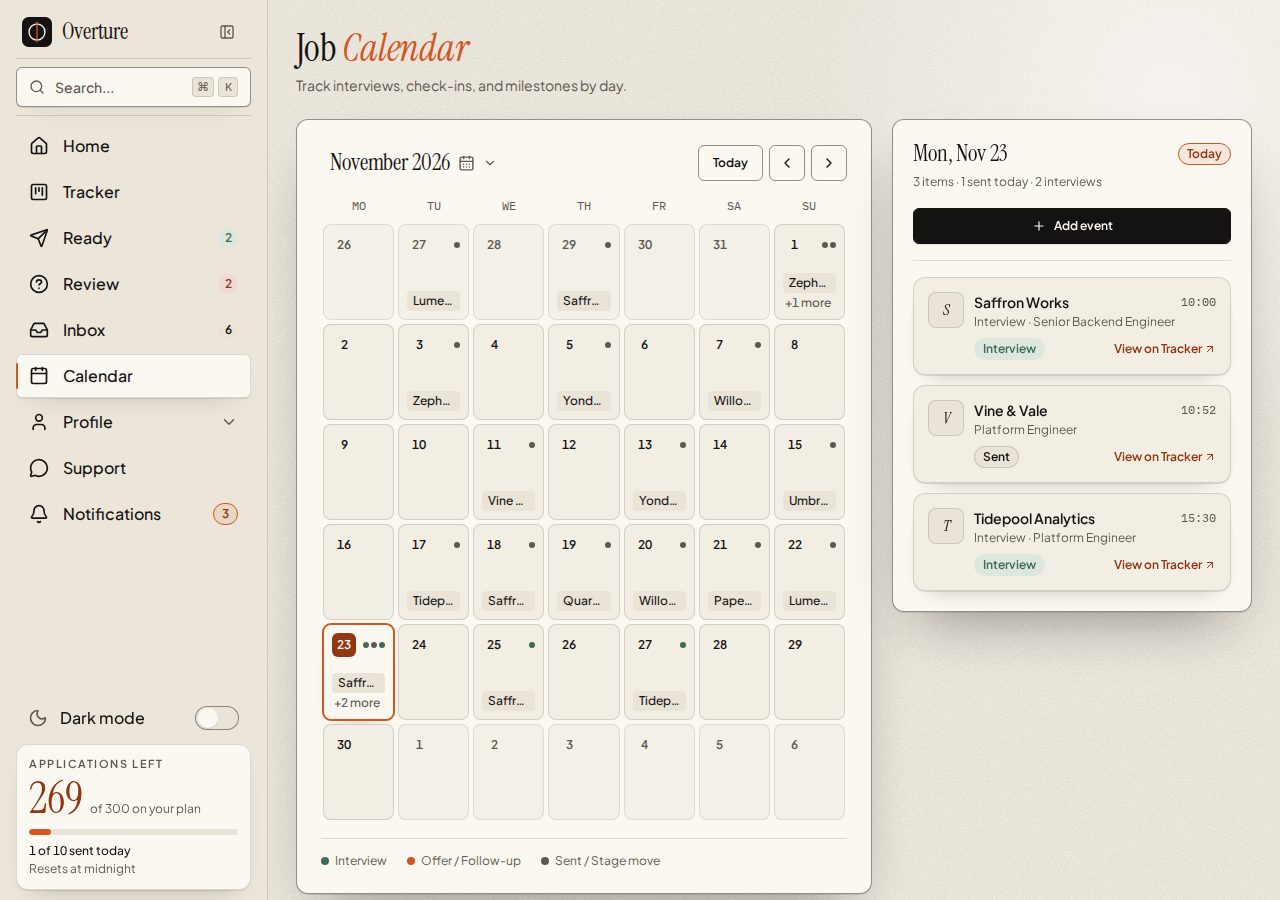 Overture
Search...
⌘ K
Home
Tracker
Ready 2
Review 2
Inbox 6
Calendar
Profile
Support
Notifications 3
Dark mode
APPLICATIONS LEFT
269 of 300 on your plan
1 of 10 sent today
Resets at midnight
Job Calendar
Track interviews, check-ins, and milestones by day.
November 2026
Today
MO TU WE TH FR SA SU
26 27 28 29 30 31 1
Lume... Saffr... Zeph...
+1 more
2 3 4 5 6 7 8
Zeph... Yond... Willo...
9 10 11 12 13 14 15
Vine ... Yond... Umbr...
16 17 18 19 20 21 22
Tidep... Saffr... Quar... Willo... Pape... Lume...
23 24 25 26 27 28 29
Saffr... Saffr... Tidep...
+2 more
30 1 2 3 4 5 6
Interview Offer / Follow-up Sent / Stage move
Mon, Nov 23
Today
3 items · 1 sent today · 2 interviews
Add event
S
Saffron Works 10:00
Interview · Senior Backend Engineer
Interview View on Tracker
V
Vine & Vale 10:52
Platform Engineer
Sent View on Tracker
T
Tidepool Analytics 15:30
Interview · Platform Engineer
Interview View on Tracker